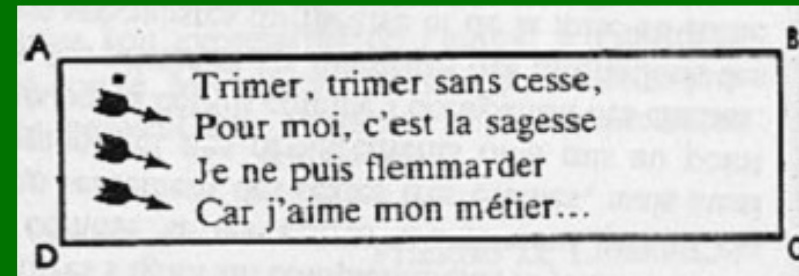 A B
Trimer, trimer sans cesse,
Pour moi, c'est la sagesse
Je ne puis flemmarder
Car j'aime mon métier...
D C